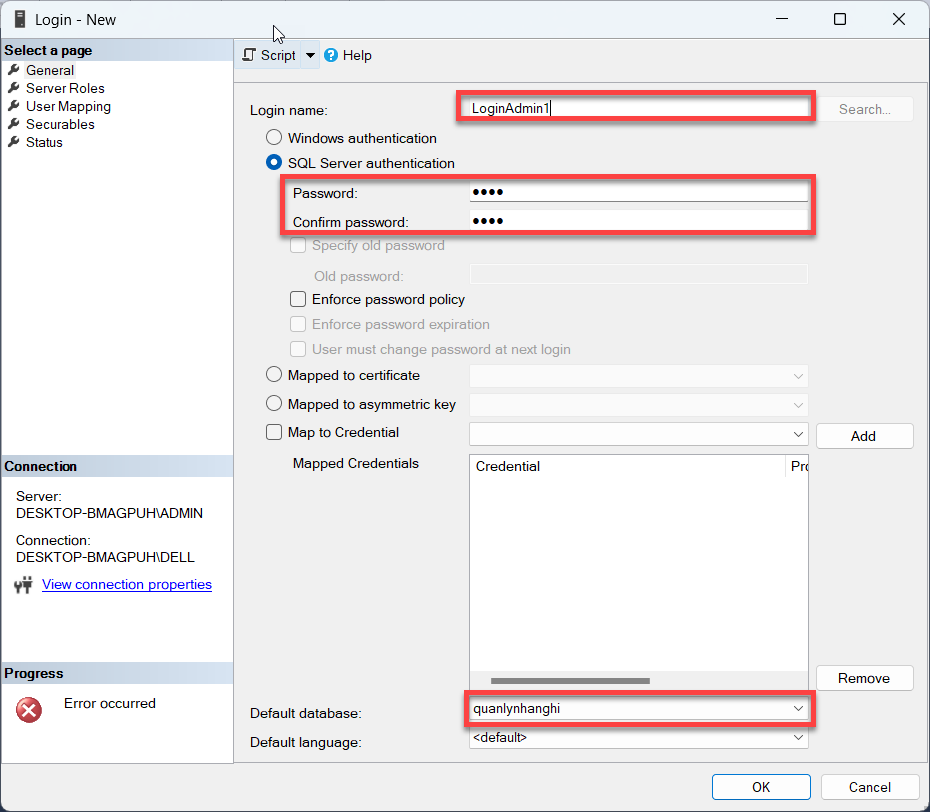 Login - New
Select a page
General
Server Roles
User Mapping
Securables
Status
Script
Help
Login name:
LoginAdmin1
Search...
Windows authentication
SQL Server authentication
Password:
••••
Confirm password:
••••
Specify old password
Old password:
Enforce password policy
Enforce password expiration
User must change password at next login
Mapped to certificate
Mapped to asymmetric key
Map to Credential
Add
Mapped Credentials
Credential
Pro
Remove
Default database:
quanlynhanghi
Default language:
<default>
Connection
Server:
DESKTOP-BMAGPUH\ADMIN
Connection:
DESKTOP-BMAGPUH\DELL
View connection properties
Progress
Error occurred
OK
Cancel